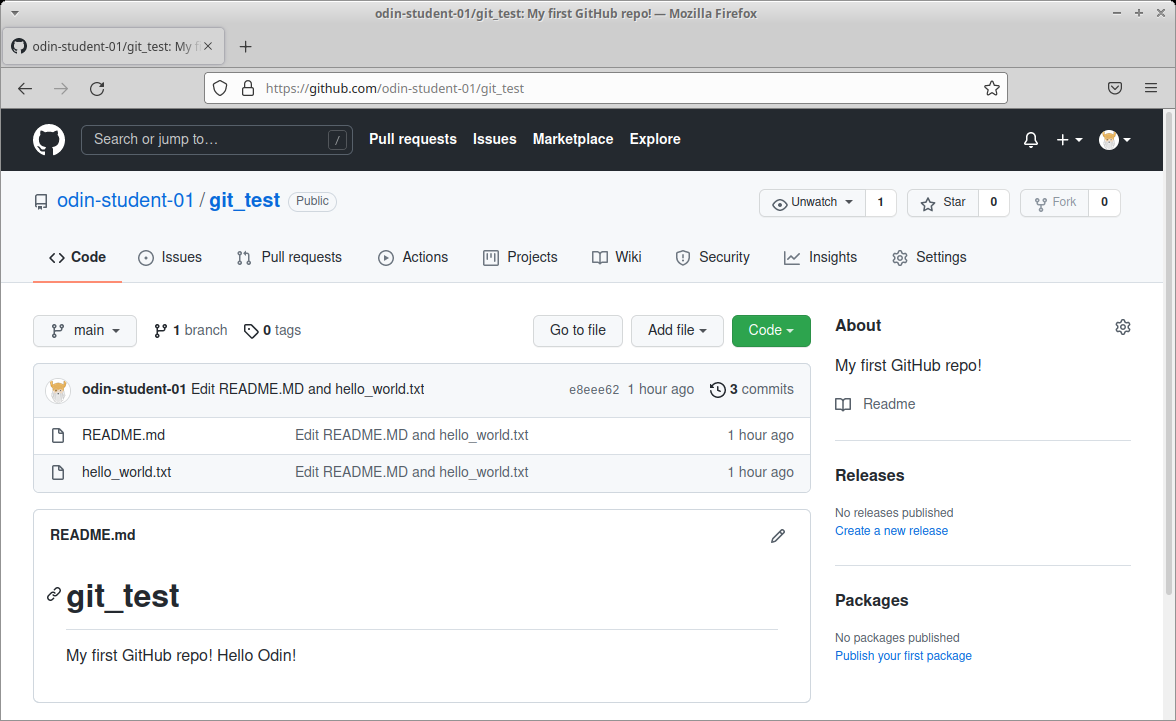 odin-student-01/git_test: My first GitHub repo! — Mozilla Firefox
odin-student-01/git_test: My fi
https://github.com/odin-student-01/git_test
Search or jump to… / Pull requests Issues Marketplace Explore
odin-student-01 / git_test Public Unwatch 1 Star 0 Fork 0
Code Issues Pull requests Actions Projects Wiki Security Insights Settings
main 1 branch 0 tags Go to file Add file Code
odin-student-01 Edit README.MD and hello_world.txt e8eee62 1 hour ago 3 commits
README.md Edit README.MD and hello_world.txt 1 hour ago
hello_world.txt Edit README.MD and hello_world.txt 1 hour ago
README.md
git_test
My first GitHub repo! Hello Odin!
About
My first GitHub repo!
Readme
Releases
No releases published
Create a new release
Packages
No packages published
Publish your first package